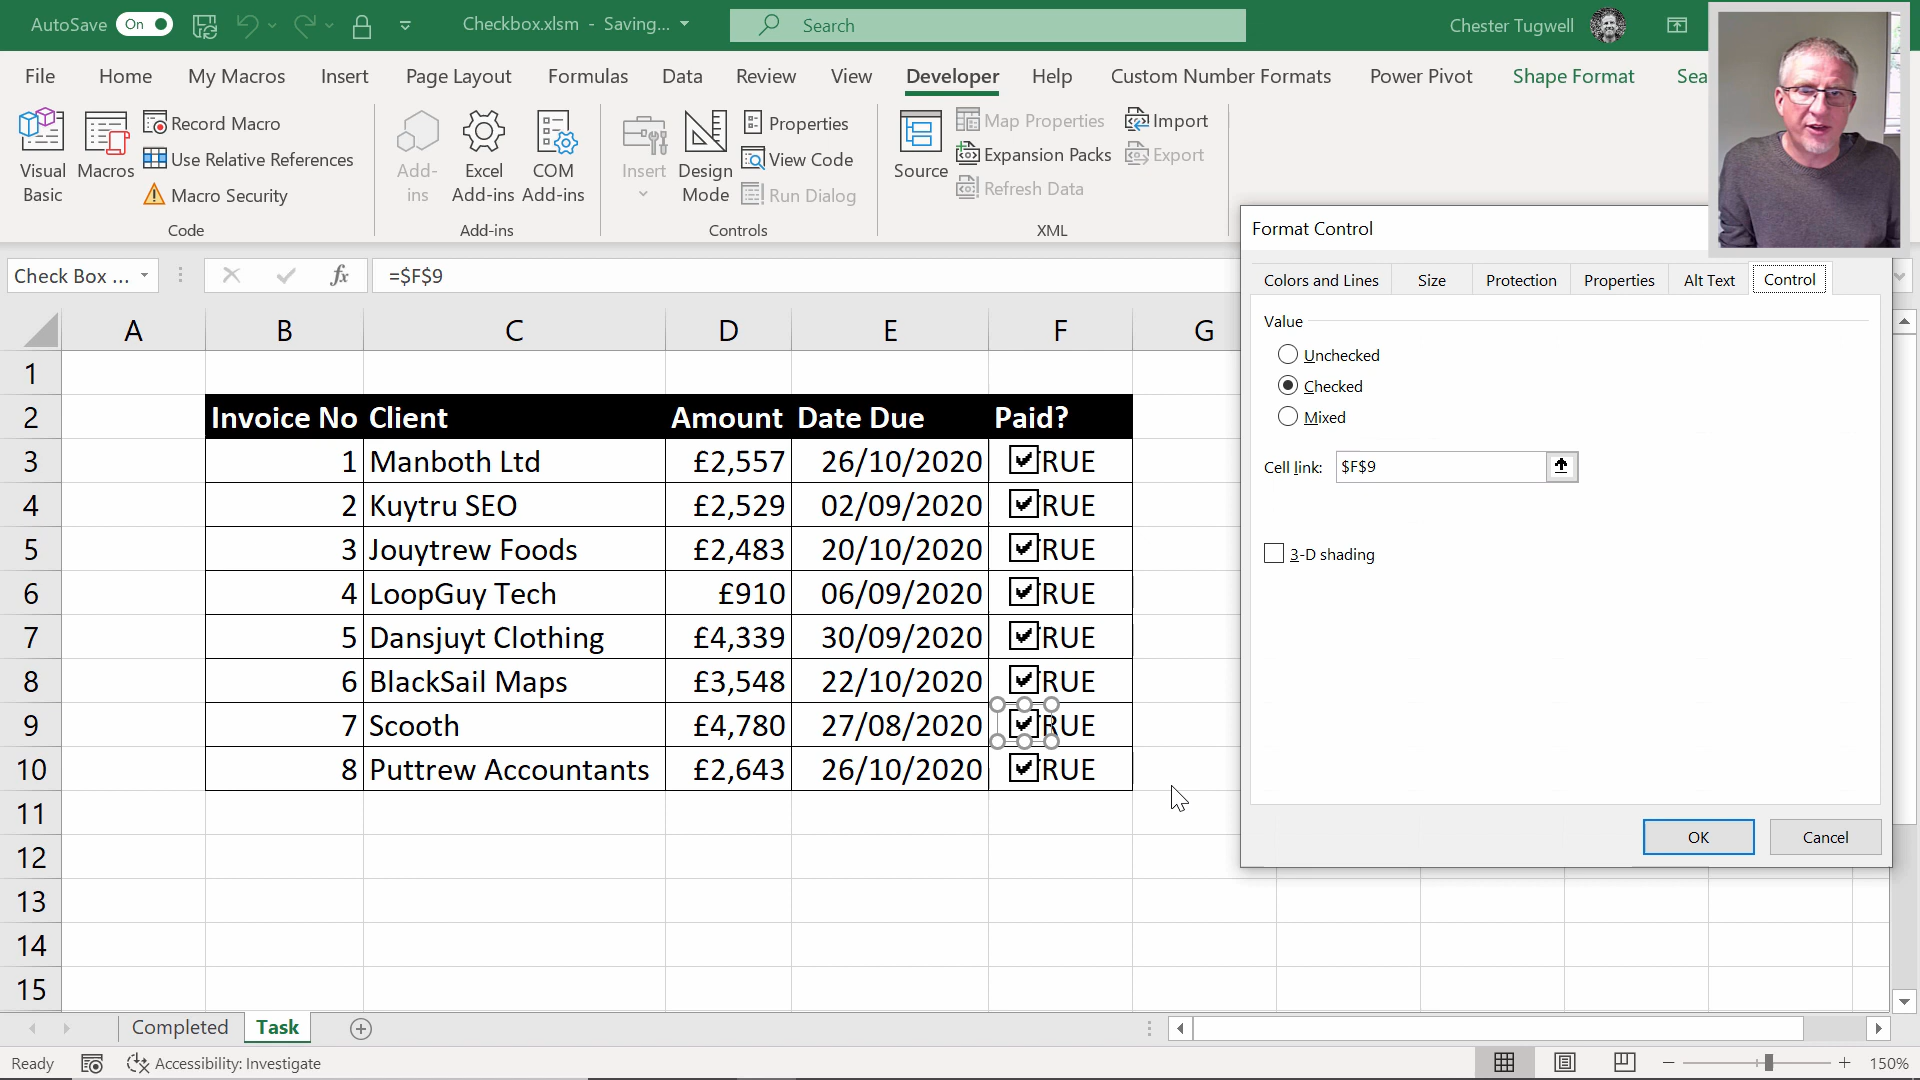 AutoSave On
Checkbox.xlsm - Saving...
Search
Chester Tugwell
File Home My Macros Insert Page Layout Formulas Data Review View Developer Help Custom Number Formats Power Pivot Shape Format Sea
Visual Basic
Macros
Record Macro
Use Relative References
Macro Security
Code
Add-ins
Excel Add-ins
COM Add-ins
Add-ins
Insert
Design Mode
Properties
View Code
Run Dialog
Controls
Source
Map Properties
Expansion Packs
Refresh Data
Import
Export
XML
Check Box ...
fx
=$F$9
A B C D E F G
1
2 Invoice No Client Amount Date Due Paid?
3 1 Manboth Ltd £2,557 26/10/2020 RUE
4 2 Kuytru SEO £2,529 02/09/2020 RUE
5 3 Jouytrew Foods £2,483 20/10/2020 RUE
6 4 LoopGuy Tech £910 06/09/2020 RUE
7 5 Dansjuyt Clothing £4,339 30/09/2020 RUE
8 6 BlackSail Maps £3,548 22/10/2020 RUE
9 7 Scooth £4,780 27/08/2020 RUE
10 8 Puttrew Accountants £2,643 26/10/2020 RUE
11
12
13
14
15
Format Control
Colors and Lines Size Protection Properties Alt Text Control
Value
Unchecked
Checked
Mixed
Cell link: $F$9
3-D shading
OK Cancel
Completed Task
Ready
Accessibility: Investigate
150%